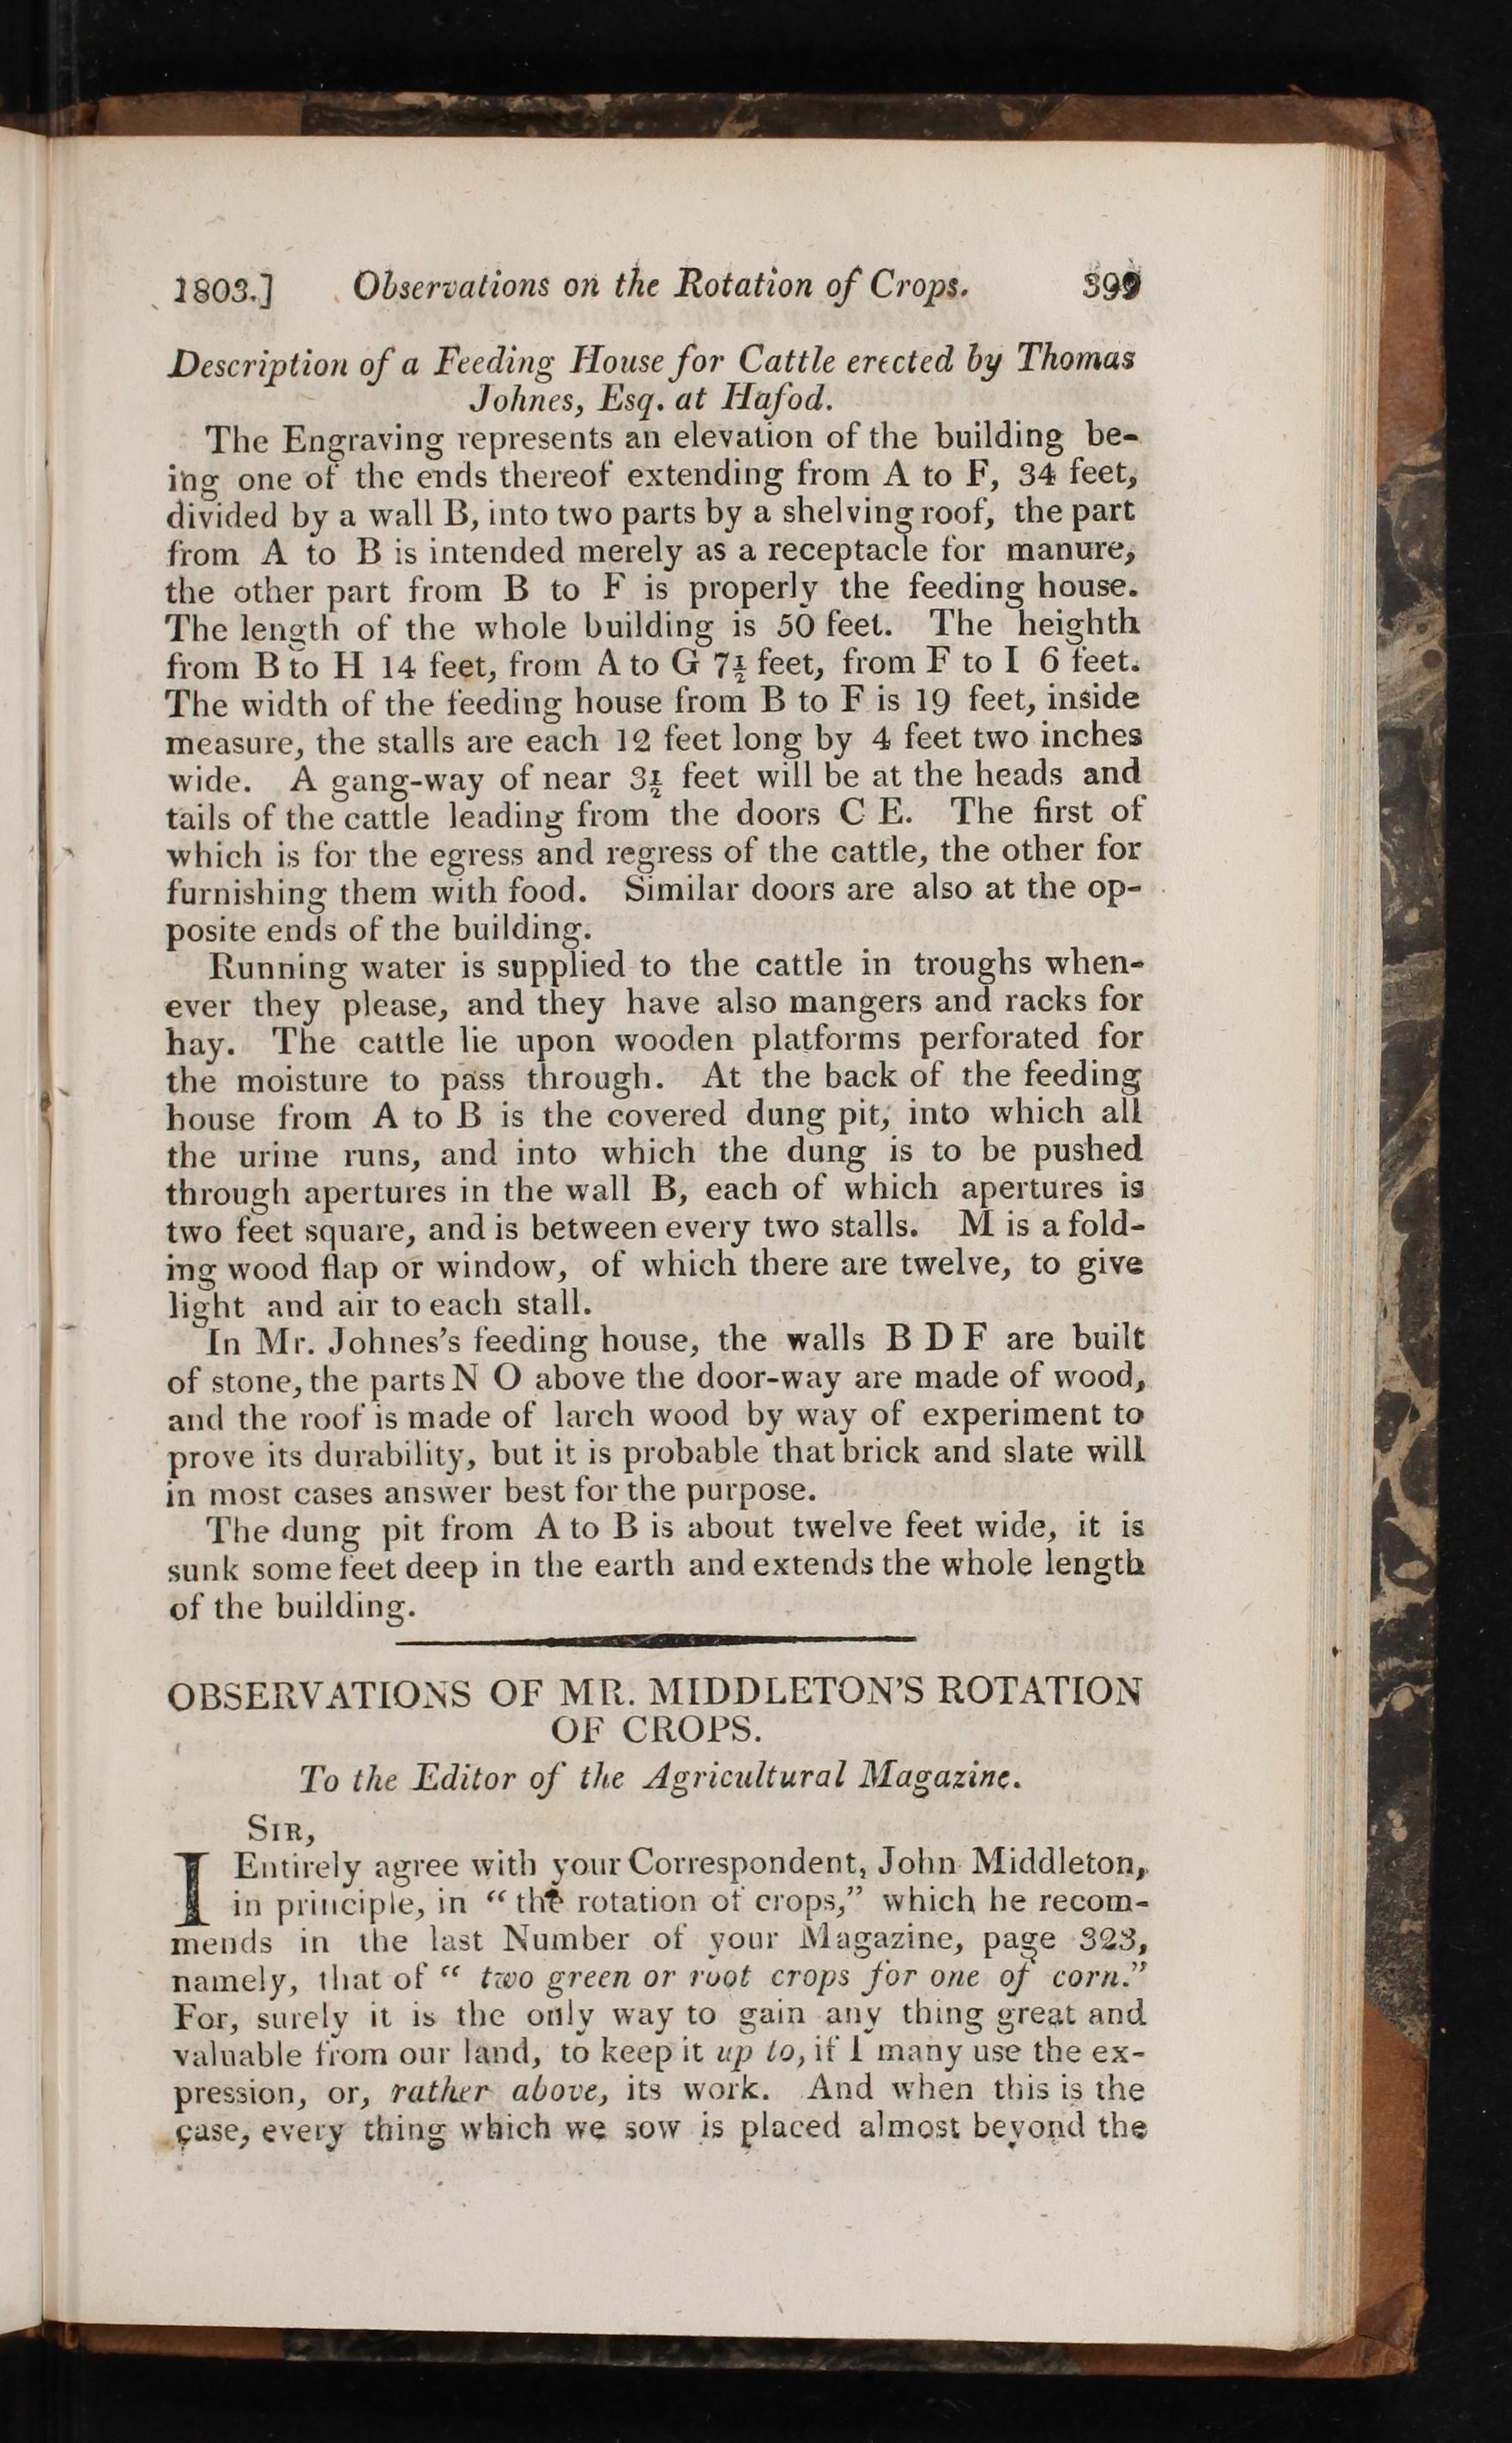 1803.] Observations on the Rotation of Crops. 399
Description of a Feeding House for Cattle erected by Thomas
Johnes, Esq. at Hafod.
The Engraving represents an elevation of the building be-
ing one of the ends thereof extending from A to F, 34 feet,
divided by a wall B, into two parts by a shelving roof, the part
from A to B is intended merely as a receptacle for manure,
the other part from B to F is properly the feeding house.
The length of the whole building is 50 feet. The heighth
from B to H 14 feet, from A to G 7½ feet, from F to I 6 feet.
The width of the feeding house from B to F is 19 feet, inside
measure, the stalls are each 12 feet long by 4 feet two inches
wide. A gang-way of near 3½ feet will be at the heads and
tails of the cattle leading from the doors C E. The first of
which is for the egress and regress of the cattle, the other for
furnishing them with food. Similar doors are also at the op-
posite ends of the building.
Running water is supplied to the cattle in troughs when-
ever they please, and they have also mangers and racks for
hay. The cattle lie upon wooden platforms perforated for
the moisture to pass through. At the back of the feeding
house from A to B is the covered dung pit, into which all
the urine runs, and into which the dung is to be pushed
through apertures in the wall B, each of which apertures is
two feet square, and is between every two stalls. M is a fold-
ing wood flap or window, of which there are twelve, to give
light and air to each stall.
In Mr. Johnes's feeding house, the walls B D F are built
of stone, the parts N O above the door-way are made of wood,
and the roof is made of larch wood by way of experiment to
prove its durability, but it is probable that brick and slate will
in most cases answer best for the purpose.
The dung pit from A to B is about twelve feet wide, it is
sunk some feet deep in the earth and extends the whole length
of the building.
OBSERVATIONS OF MR. MIDDLETON'S ROTATION
OF CROPS.
To the Editor of the Agricultural Magazine.
SIR,
I Entirely agree with your Correspondent, John Middleton,
in principle, in " the rotation of crops," which he recom-
mends in the last Number of your Magazine, page 323,
namely, that of " two green or root crops for one of corn."
For, surely it is the only way to gain any thing great and
valuable from our land, to keep it up to, if I many use the ex-
pression, or, rather above, its work. And when this is the
case, every thing which we sow is placed almost beyond the